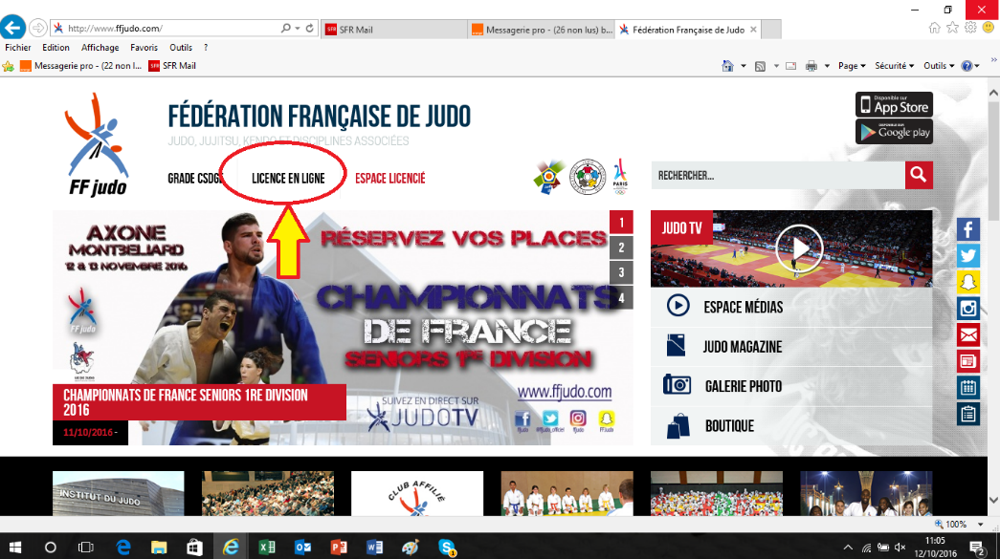 http://www.ffjudo.com/
SFR SFR Mail
Messagerie pro - (26 non lus) b...
Fédération Française de Judo
Fichier Edition Affichage Favoris Outils ?
Messagerie pro - (22 non l... SFR SFR Mail
Page Sécurité Outils
FÉDÉRATION FRANÇAISE DE JUDO
JUDO, JUJITSU, KENDO ET DISCIPLINES ASSOCIÉES
Disponible sur
App Store
DISPONIBLE SUR
Google play
FF judo
GRADE CSDG
LICENCE EN LIGNE
ESPACE LICENCIÉ
PARIS
RECHERCHER...
AXONE
MONTBELIARD
12 & 13 NOVEMBRE 2016
FF judo
RÉSERVEZ VOS PLACES
CHAMPIONNATS
DE FRANCE
SENIORS 1RE DIVISION
1
2
3
4
SUIVEZ EN DIRECT SUR
JUDOTV
www.ffjudo.com
ffjudo @ffjudo_officiel ffjudo FFJudo
CHAMPIONNATS DE FRANCE SENIORS 1RE DIVISION
2016
11/10/2016 -
JUDO TV
ESPACE MÉDIAS
JUDO MAGAZINE
GALERIE PHOTO
BOUTIQUE
INSTITUT DU JUDO
CLUB AFFILIÉ
100%
11:05
12/10/2016